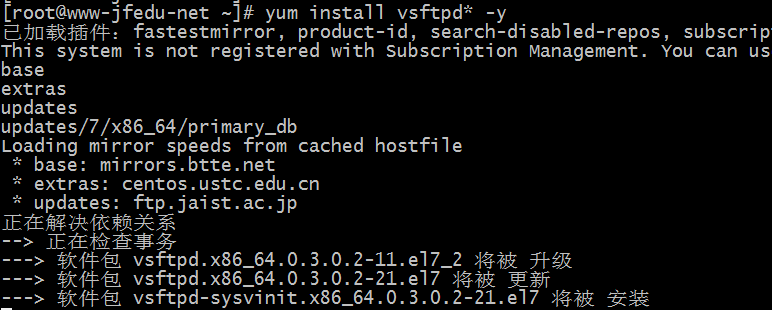 [root@www-jfedu-net ~]# yum install vsftpd* -y
已加载插件：fastestmirror, product-id, search-disabled-repos, subscript
This system is not registered with Subscription Management. You can us
base
extras
updates
updates/7/x86_64/primary_db
Loading mirror speeds from cached hostfile
 * base: mirrors.btte.net
 * extras: centos.ustc.edu.cn
 * updates: ftp.jaist.ac.jp
正在解决依赖关系
--> 正在检查事务
---> 软件包 vsftpd.x86_64.0.3.0.2-11.el7_2 将被 升级
---> 软件包 vsftpd.x86_64.0.3.0.2-21.el7 将被 更新
---> 软件包 vsftpd-sysvinit.x86_64.0.3.0.2-21.el7 将被 安装